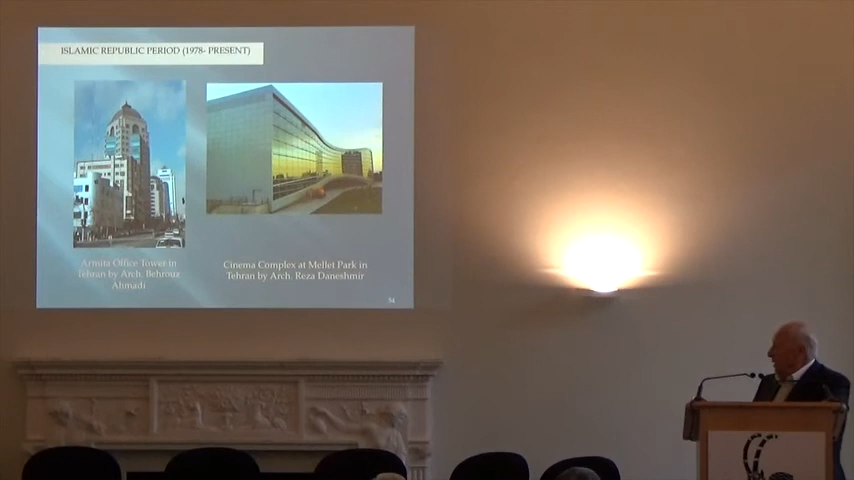 ISLAMIC REPUBLIC PERIOD (1978- PRESENT)
Armita Office Tower in
Tehran by Arch. Behrouz
Ahmadi
Cinema Complex at Mellet Park in
Tehran by Arch. Reza Daneshmir
54